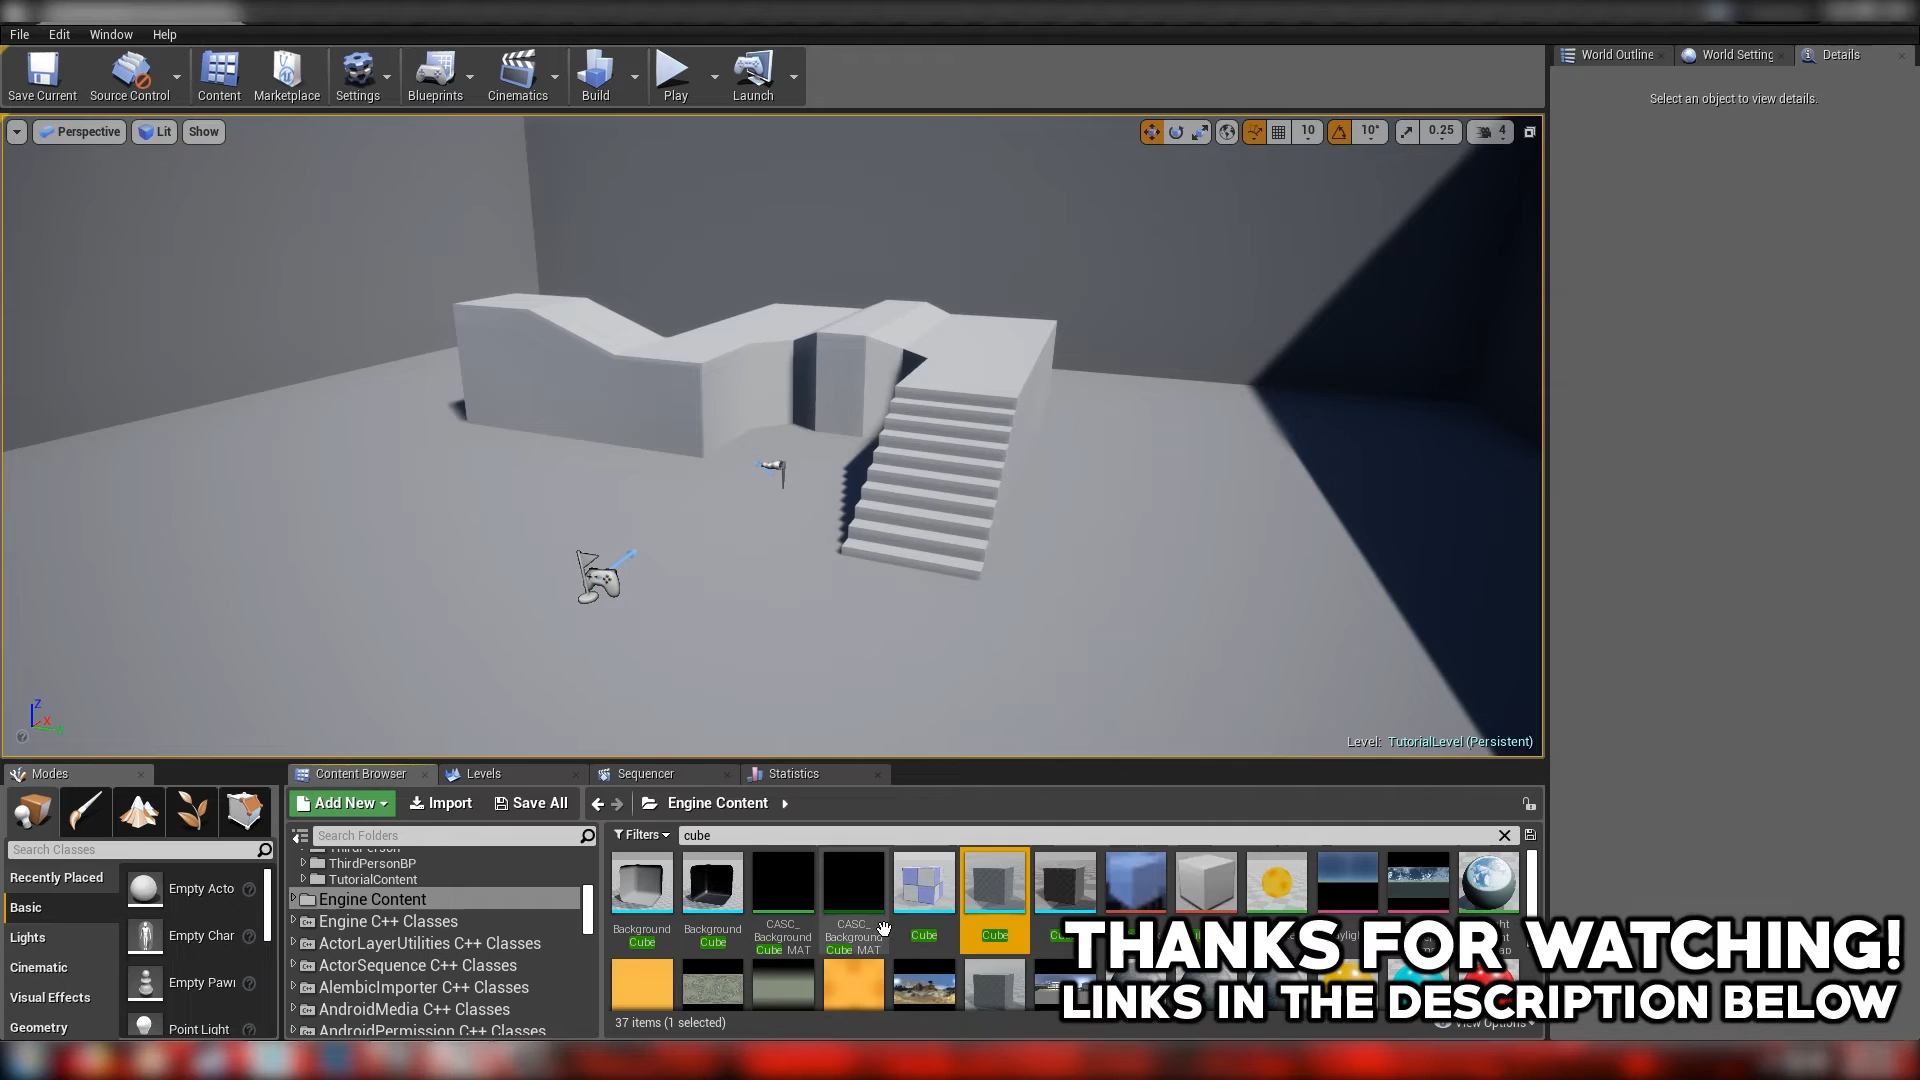 File Edit Window Help
Save Current Source Control Content Marketplace Settings Blueprints Cinematics Build Play Launch
World Outline World Setting Details
Select an object to view details.
Perspective Lit Show
10 10° 0.25 4
Z X
Level: TutorialLevel (Persistent)
Modes
Content Browser Levels Sequencer Statistics
Add New Import Save All Engine Content
Search Folders
Filters cube
Search Classes
Recently Placed
Basic
Lights
Cinematic
Visual Effects
Geometry
Empty Acto
Empty Char
Empty Pawn
Point Light
ThirdPerson
ThirdPersonBP
TutorialContent
Engine Content
Engine C++ Classes
ActorLayerUtilities C++ Classes
ActorSequence C++ Classes
AlembicImporter C++ Classes
AndroidMedia C++ Classes
AndroidPermission C++ Classes
Background Cube
Background Cube
CASC_ Background Cube MAT
CASC_ Background Cube MAT
Cube
Cube
37 items (1 selected)
View Options
THANKS FOR WATCHING!
LINKS IN THE DESCRIPTION BELOW